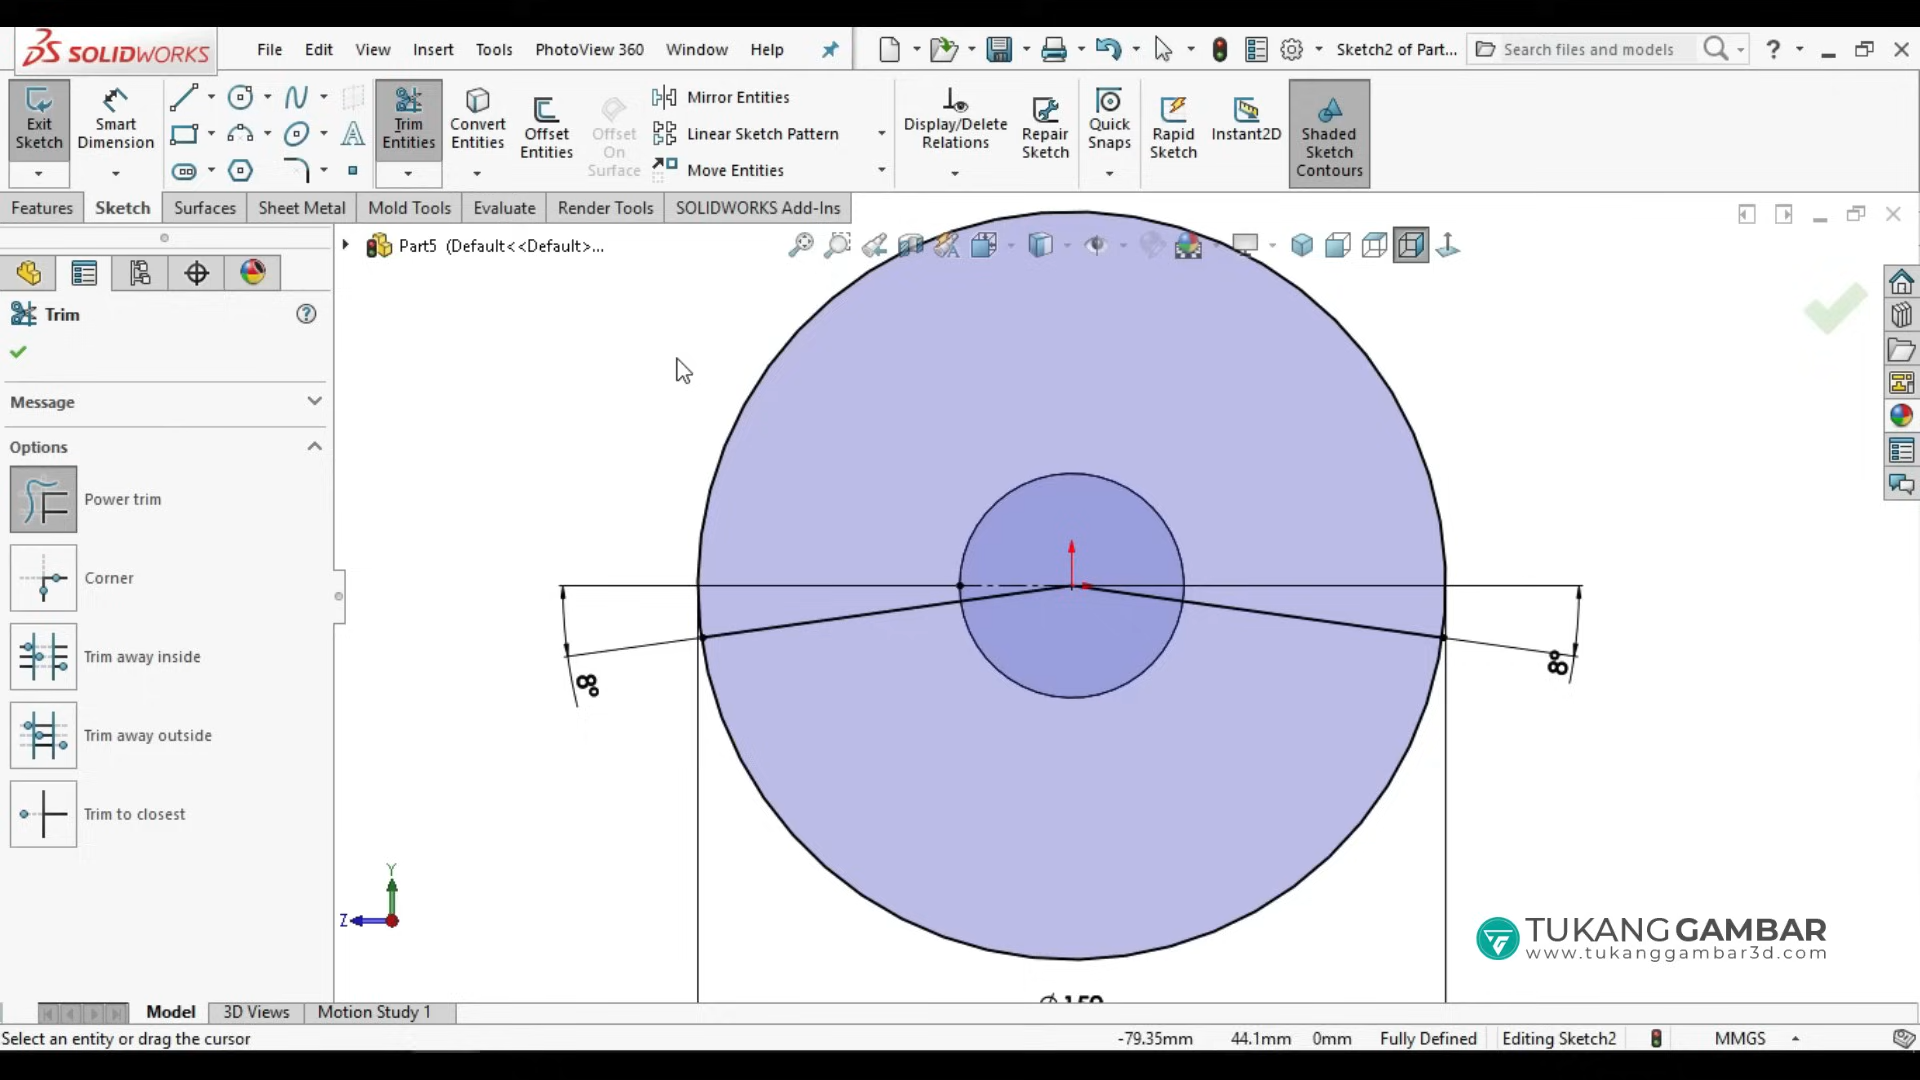 SOLIDWORKS
File Edit View Insert Tools PhotoView 360 Window Help
Sketch2 of Part...
Search files and models
?
Exit Sketch
Smart Dimension
Trim Entities
Convert Entities
Offset Entities
Offset On Surface
Mirror Entities
Linear Sketch Pattern
Move Entities
Display/Delete Relations
Repair Sketch
Quick Snaps
Rapid Sketch
Instant2D
Shaded Sketch Contours
Features Sketch Surfaces Sheet Metal Mold Tools Evaluate Render Tools SOLIDWORKS Add-Ins
Part5 (Default<<Default>...
Trim
?
Message
Options
Power trim
Corner
Trim away inside
Trim away outside
Trim to closest
8°
8°
Y
Z
TUKANG GAMBAR
www.tukanggambar3d.com
Model 3D Views Motion Study 1
Select an entity or drag the cursor
-79.35mm 44.1mm 0mm Fully Defined Editing Sketch2 MMGS